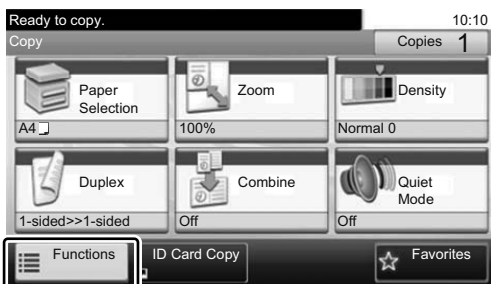 Ready to copy. 10:10
Copy Copies 1
Paper Selection Zoom Density
A4 100% Normal 0
Duplex Combine Quiet Mode
1-sided>>1-sided Off Off
Functions ID Card Copy Favorites